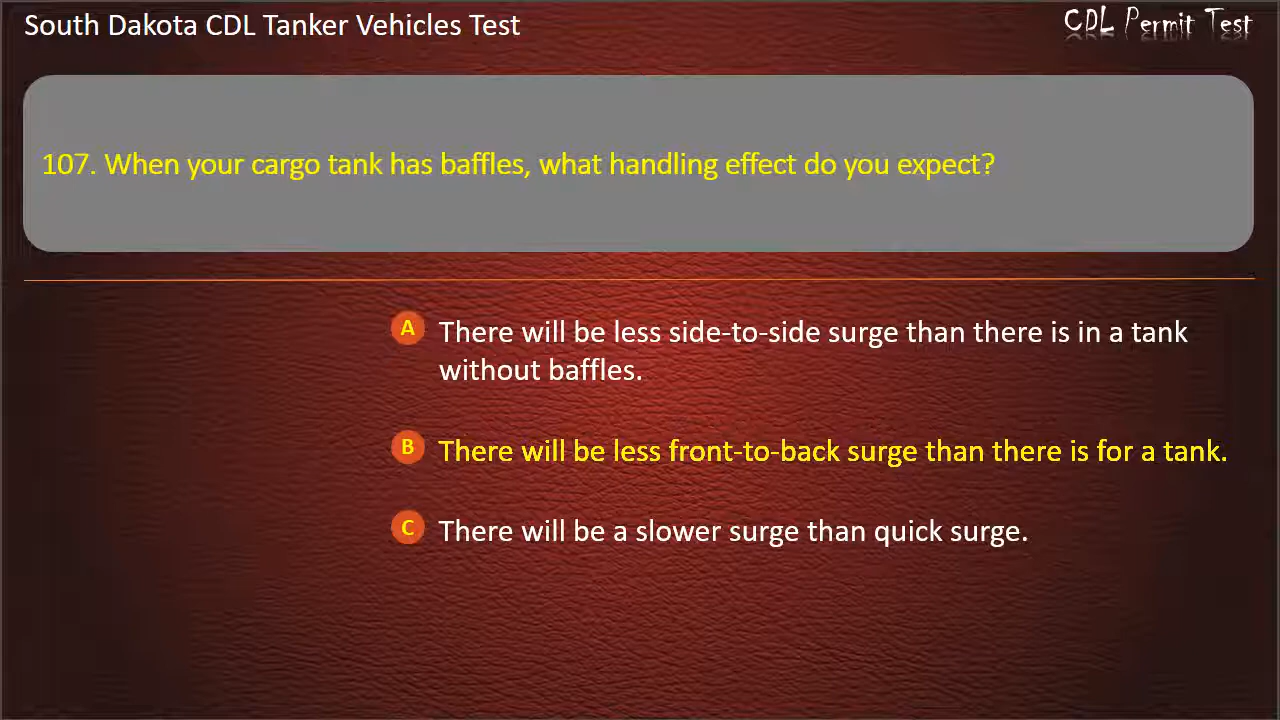 South Dakota CDL Tanker Vehicles Test
CDL Permit Test
107. When your cargo tank has baffles, what handling effect do you expect?
A There will be less side-to-side surge than there is in a tank
without baffles.
B There will be less front-to-back surge than there is for a tank.
C There will be a slower surge than quick surge.